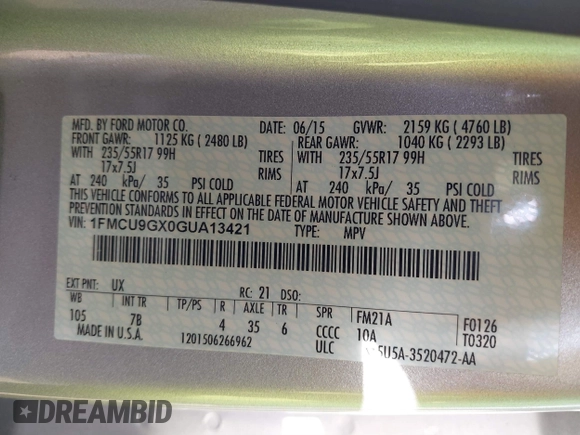 MFD. BY FORD MOTOR CO. DATE: 06/15 GVWR: 2159 KG ( 4760 LB)
FRONT GAWR: 1125 KG ( 2480 LB) REAR GAWR: 1040 KG ( 2293 LB)
WITH 235/55R17 99H TIRES WITH 235/55R17 99H TIRES
17x7.5J RIMS 17x7.5J RIMS
AT 240 kPa/ 35 PSI COLD AT 240 kPa/ 35 PSI COLD
THIS VEHICLE CONFORMS TO ALL APPLICABLE FEDERAL MOTOR VEHICLE SAFETY AND THEFT
PREVENTION STANDARDS IN EFFECT ON THE DATE OF MANUFACTURE SHOWN ABOVE.
VIN: 1FMCU9GX0GUA13421 TYPE: MPV
EXT PNT: UX RC: 21 DSO:
WB INT TR TP/PS R AXLE TR SPR FM21A F0126
105 7B 4 35 6 CCCC 10A T0320
MADE IN U.S.A. 1201506266962 ULC 5U5A-3520472-AA
DREAMBID